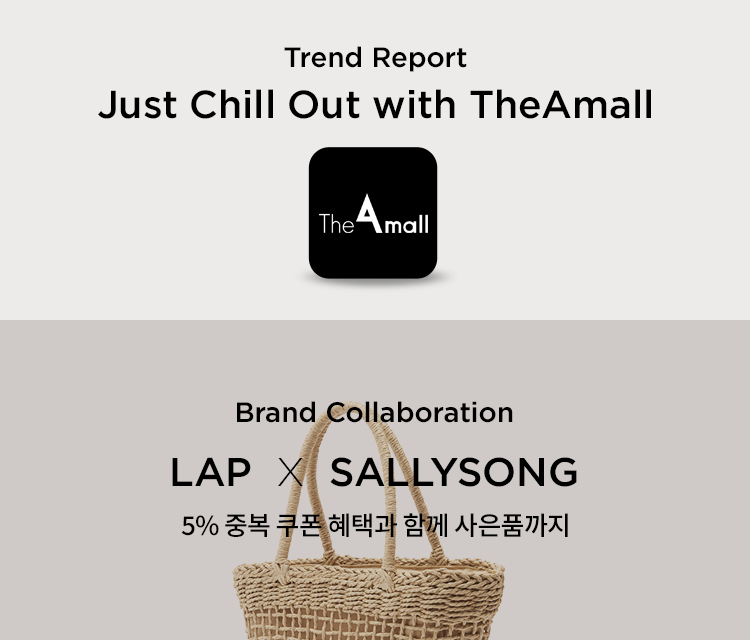 Trend Report
Just Chill Out with TheAmall
TheAmall
Brand Collaboration
LAP X SALLYSONG
5% 중복 쿠폰 혜택과 함께 사은품까지